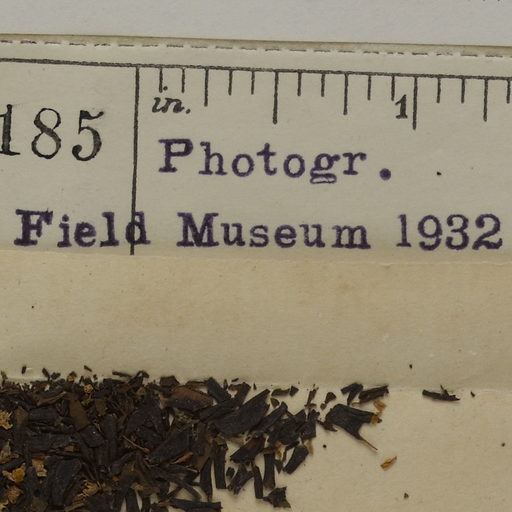 in. 1
185 Photogr.
Field Museum 1932